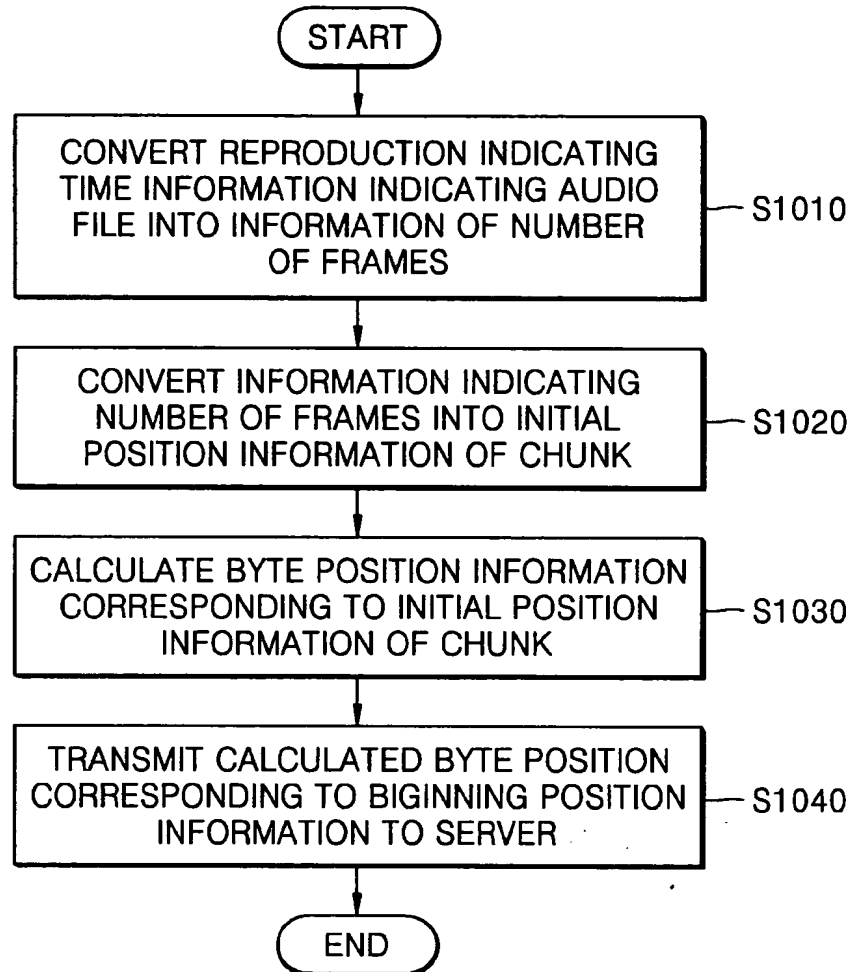 START
CONVERT REPRODUCTION INDICATING
TIME INFORMATION INDICATING AUDIO
FILE INTO INFORMATION OF NUMBER
OF FRAMES
S1010
CONVERT INFORMATION INDICATING
NUMBER OF FRAMES INTO INITIAL
POSITION INFORMATION OF CHUNK
S1020
CALCULATE BYTE POSITION INFORMATION
CORRESPONDING TO INITIAL POSITION
INFORMATION OF CHUNK
S1030
TRANSMIT CALCULATED BYTE POSITION
CORRESPONDING TO BIGINNING POSITION
INFORMATION TO SERVER
S1040
END